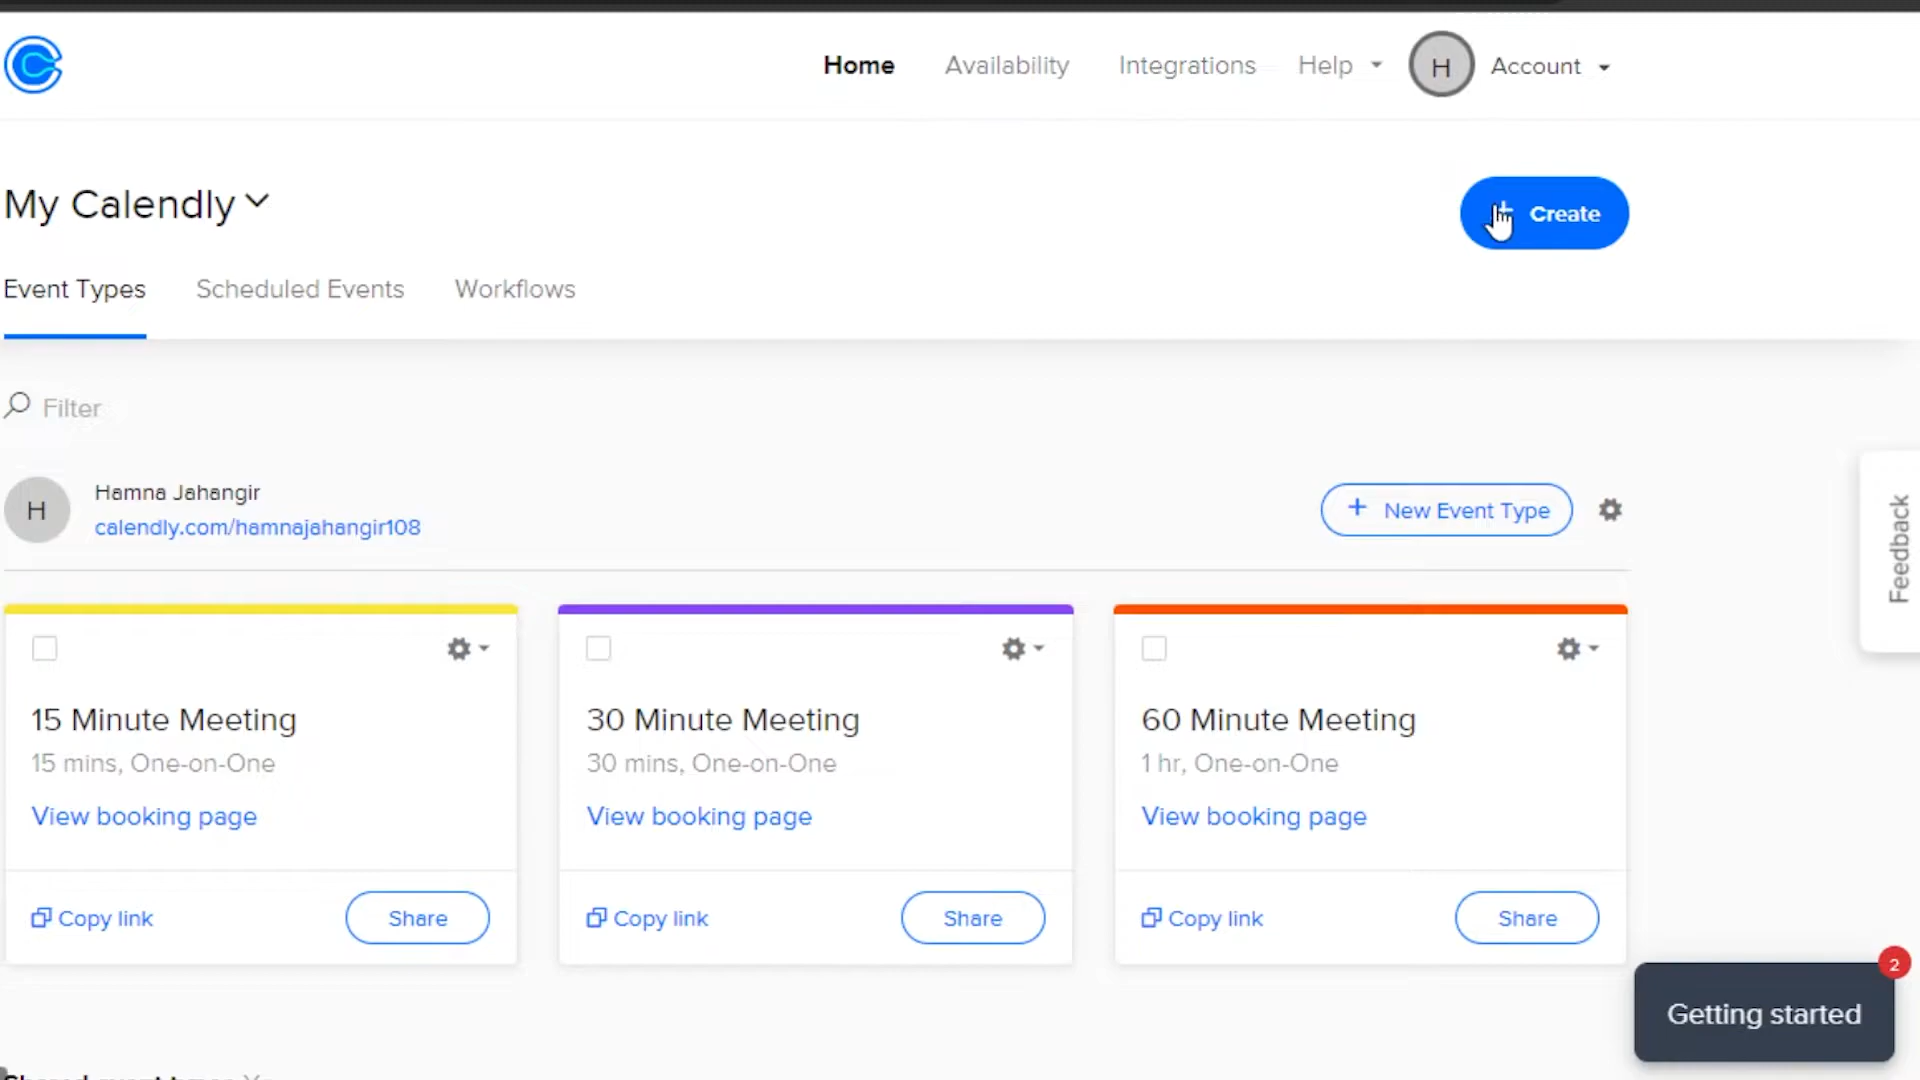 Home Availability Integrations Help H Account
My Calendly
Create
Event Types Scheduled Events Workflows
Filter
H
Hamna Jahangir
calendly.com/hamnajahangir108
+ New Event Type
Feedback
15 Minute Meeting
15 mins, One-on-One
View booking page
Copy link Share
30 Minute Meeting
30 mins, One-on-One
View booking page
Copy link Share
60 Minute Meeting
1 hr, One-on-One
View booking page
Copy link Share
2
Getting started